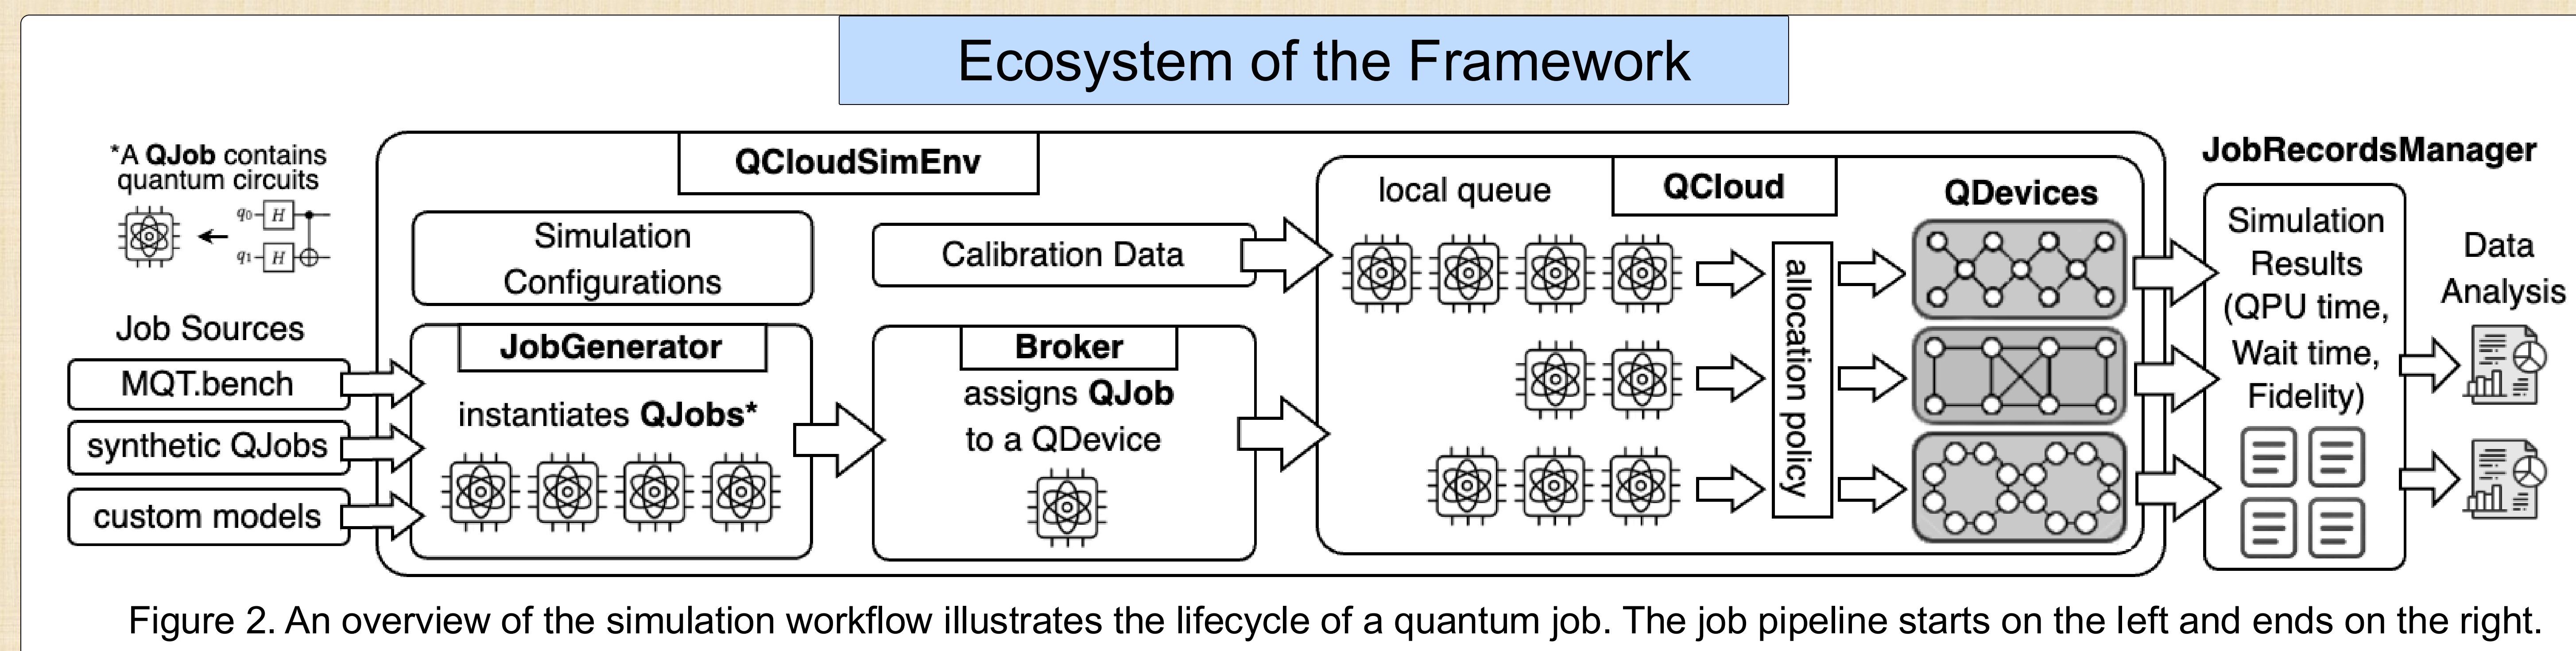 Ecosystem of the Framework
*A QJob contains
quantum circuits
q0 H
q1 H
Job Sources
MQT.bench
synthetic QJobs
custom models
QCloudSimEnv
Simulation
Configurations
JobGenerator
instantiates QJobs*
Calibration Data
Broker
assigns QJob
to a QDevice
local queue
QCloud
allocation policy
QDevices
JobRecordsManager
Simulation
Results
(QPU time,
Wait time,
Fidelity)
Data
Analysis
Figure 2. An overview of the simulation workflow illustrates the lifecycle of a quantum job. The job pipeline starts on the left and ends on the right.